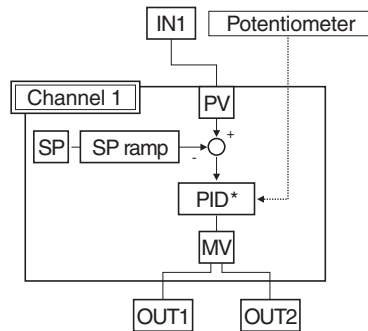 IN1
Potentiometer
Channel 1
PV
+
SP
SP ramp
-
PID*
MV
OUT1
OUT2